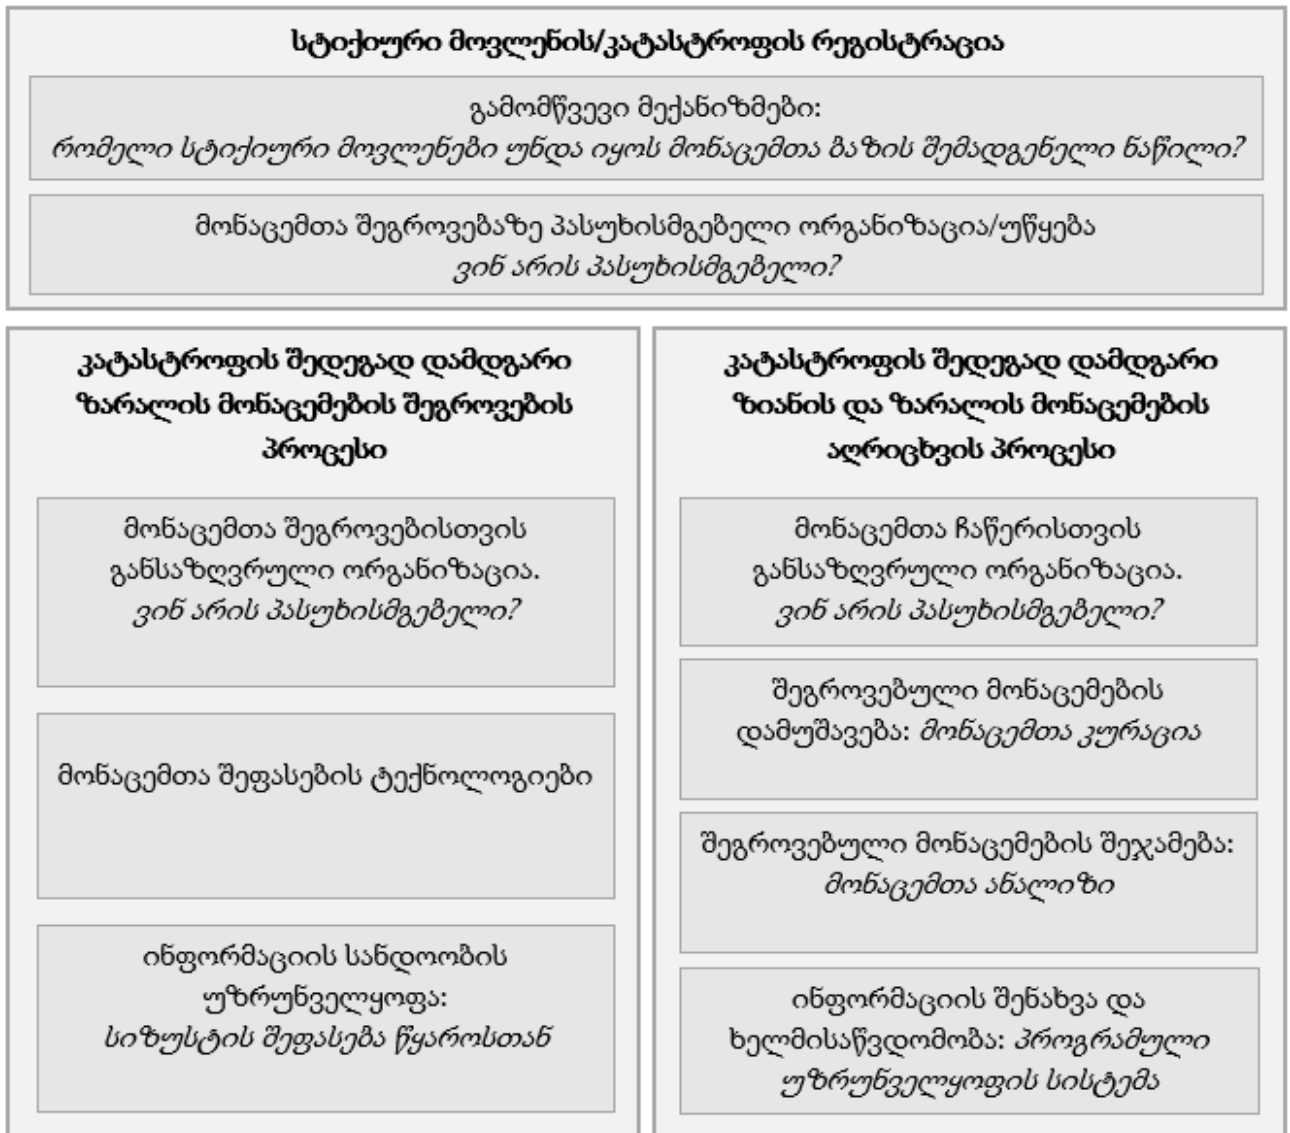 სტიქიური მოვლენის/კატასტროფის რეგისტრაცია
გამომწვევი მექანიზმები:
რომელი სტიქიური მოვლენები უნდა იყოს მონაცემთა ბაზის შემადგენელი ნაწილი?
მონაცემთა შეგროვებაზე პასუხისმგებელი ორგანიზაცია/უწყება
ვინ არის პასუხისმგებელი?
კატასტროფის შედეგად დამდგარი
ზარალის მონაცემების შეგროვების
პროცესი
მონაცემთა შეგროვებისთვის
განსაზღვრული ორგანიზაცია.
ვინ არის პასუხისმგებელი?
მონაცემთა შეფასების ტექნოლოგიები
ინფორმაციის სანდოობის
უზრუნველყოფა:
სიზუსტის შეფასება წყაროსთან
კატასტროფის შედეგად დამდგარი
ზიანის და ზარალის მონაცემების
აღრიცხვის პროცესი
მონაცემთა ჩაწერისთვის
განსაზღვრული ორგანიზაცია.
ვინ არის პასუხისმგებელი?
შეგროვებული მონაცემების
დამუშავება: მონაცემთა კურაცია
შეგროვებული მონაცემების შეჯამება:
მონაცემთა ანალიზი
ინფორმაციის შენახვა და
ხელმისაწვდომობა: პროგრამული
უზრუნველყოფის სისტემა